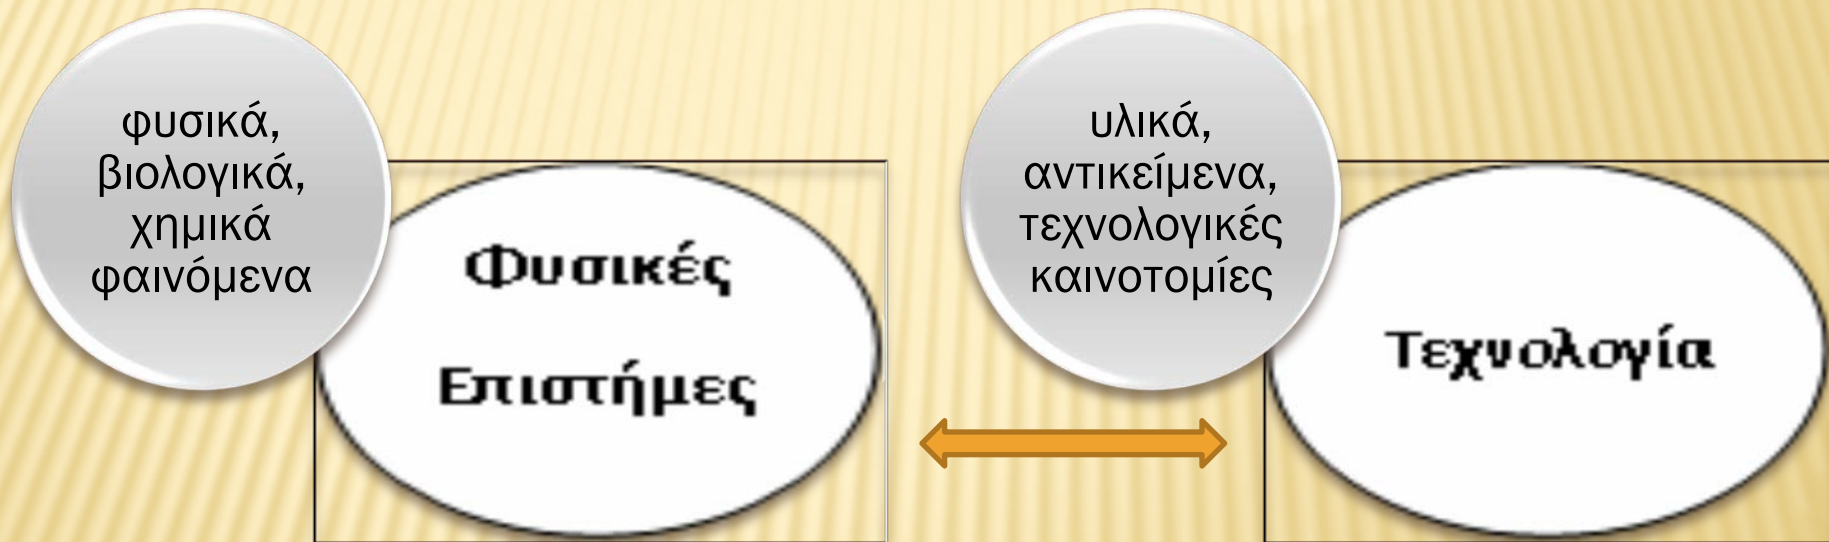 φυσικά,
βιολογικά,
χημικά
φαινόμενα
Φυσικές
Επιστήμες
υλικά,
αντικείμενα,
τεχνολογικές
καινοτομίες
Τεχνολογία